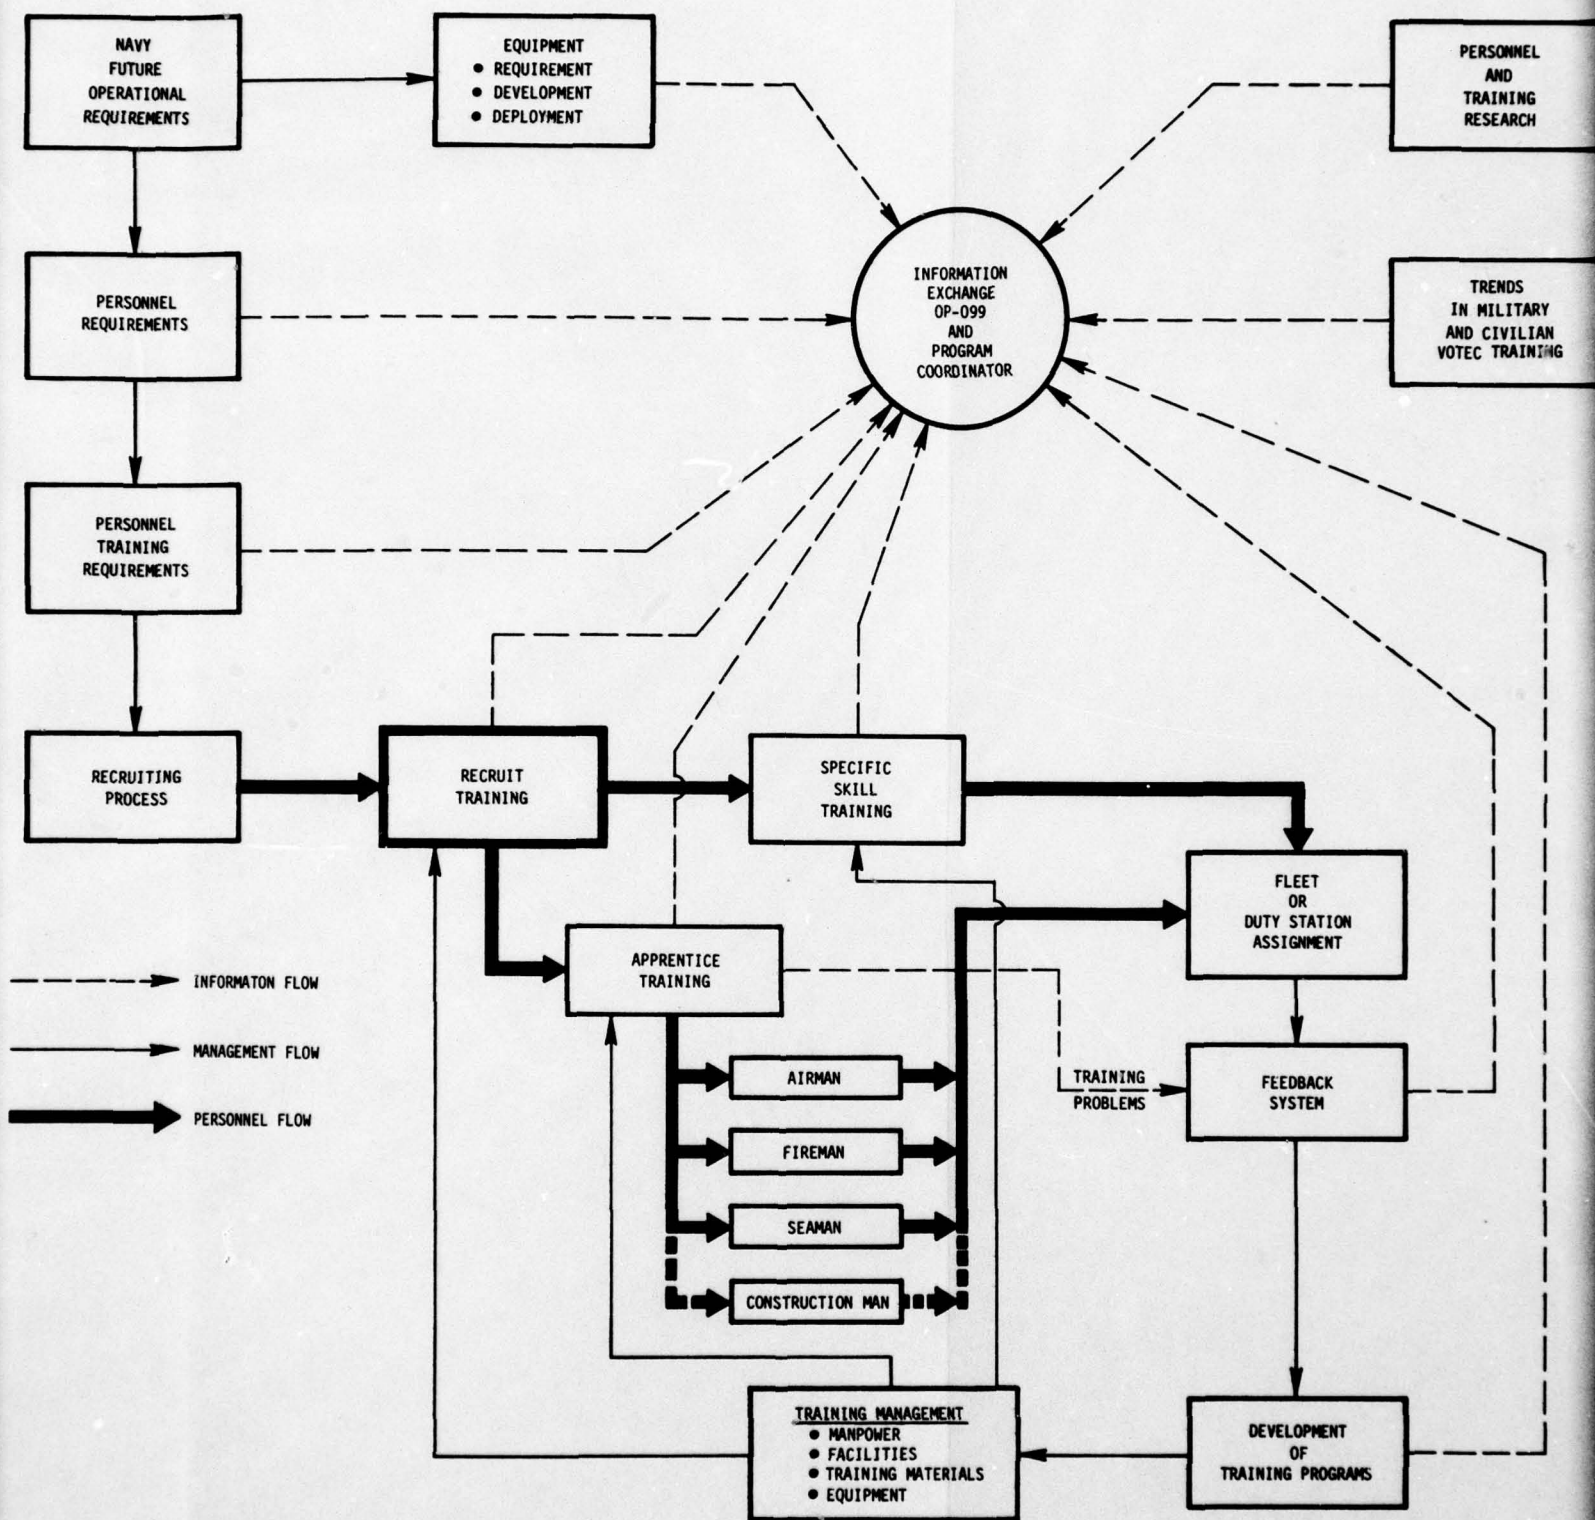 NAVY
FUTURE
OPERATIONAL
REQUIREMENTS
EQUIPMENT
● REQUIREMENT
● DEVELOPMENT
● DEPLOYMENT
PERSONNEL
AND
TRAINING
RESEARCH
INFORMATION
EXCHANGE
OP-099
AND
PROGRAM
COORDINATOR
PERSONNEL
REQUIREMENTS
TRENDS
IN MILITARY
AND CIVILIAN
VOTEC TRAINING
PERSONNEL
TRAINING
REQUIREMENTS
RECRUITING
PROCESS
RECRUIT
TRAINING
SPECIFIC
SKILL
TRAINING
FLEET
OR
DUTY STATION
ASSIGNMENT
APPRENTICE
TRAINING
INFORMATON FLOW
MANAGEMENT FLOW
PERSONNEL FLOW
AIRMAN
FIREMAN
SEAMAN
CONSTRUCTION MAN
TRAINING
PROBLEMS
FEEDBACK
SYSTEM
TRAINING MANAGEMENT
● MANPOWER
● FACILITIES
● TRAINING MATERIALS
● EQUIPMENT
DEVELOPMENT
OF
TRAINING PROGRAMS